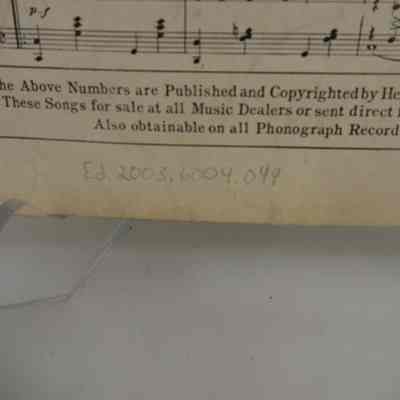 p.f
he Above Numbers are Published and Copyrighted by He
These Songs for sale at all Music Dealers or sent direct
Also obtainable on all Phonograph Record
Ed. 2003.6004.049